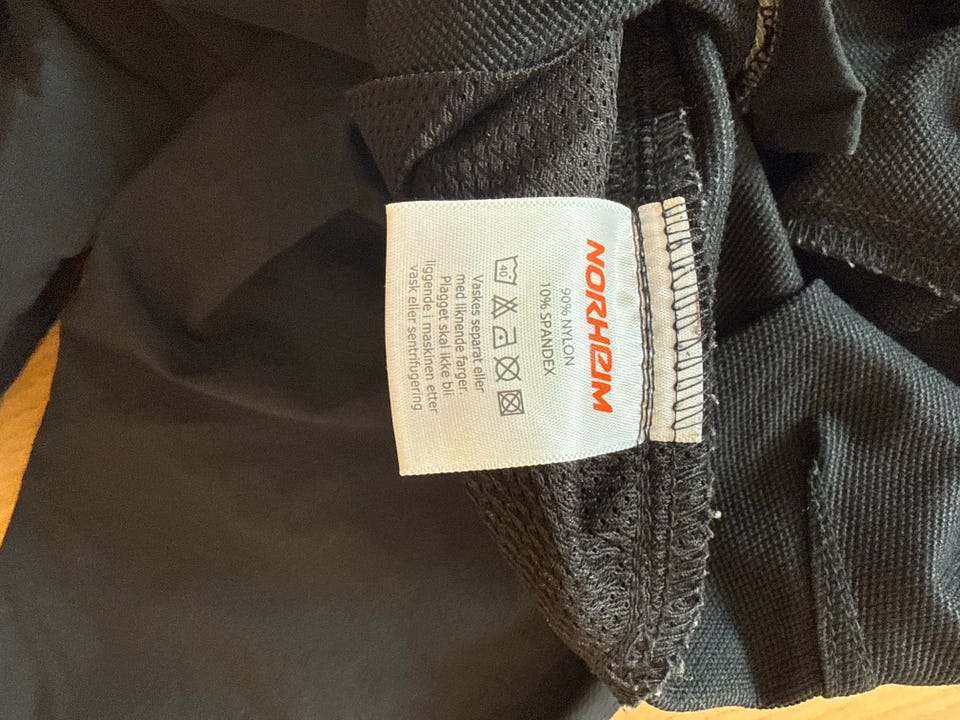 NORHEIM
90% NYLON
10% SPANDEX
40°
Vaskes separat eller
med liknende farger.
Plagget skal ikke bli
liggende i maskinen etter
vask eller sentrifugering